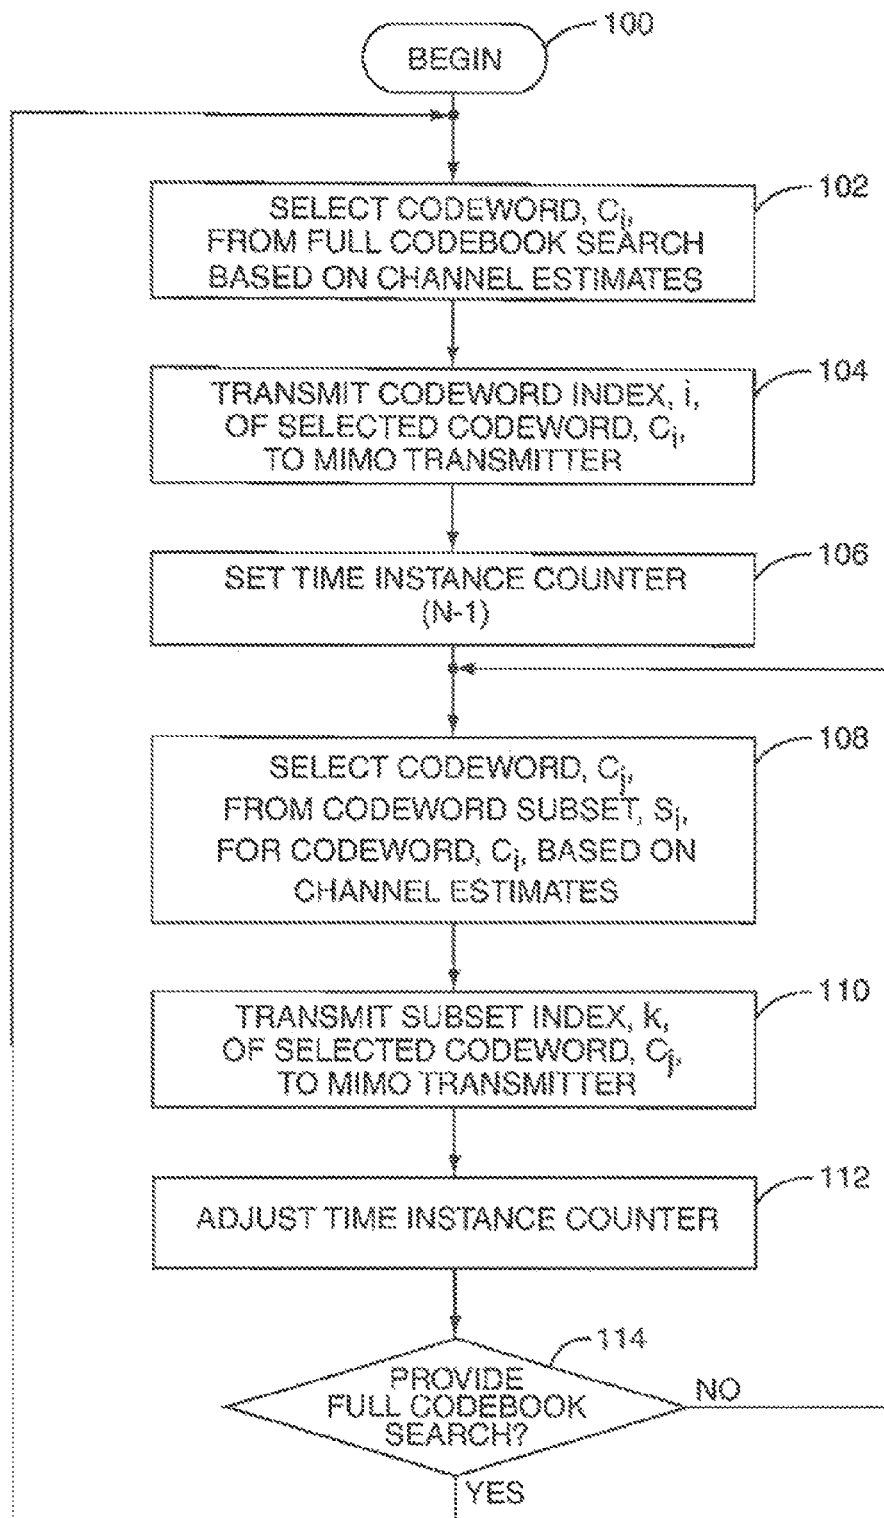 100
BEGIN
102
SELECT CODEWORD, Ci,
FROM FULL CODEBOOK SEARCH
BASED ON CHANNEL ESTIMATES
104
TRANSMIT CODEWORD INDEX, i,
OF SELECTED CODEWORD, Ci,
TO MIMO TRANSMITTER
106
SET TIME INSTANCE COUNTER
(N-1)
108
SELECT CODEWORD, Cj,
FROM CODEWORD SUBSET, Si,
FOR CODEWORD, Ci, BASED ON
CHANNEL ESTIMATES
110
TRANSMIT SUBSET INDEX, k,
OF SELECTED CODEWORD, Cj,
TO MIMO TRANSMITTER
112
ADJUST TIME INSTANCE COUNTER
114
PROVIDE
FULL CODEBOOK
SEARCH?
NO
YES